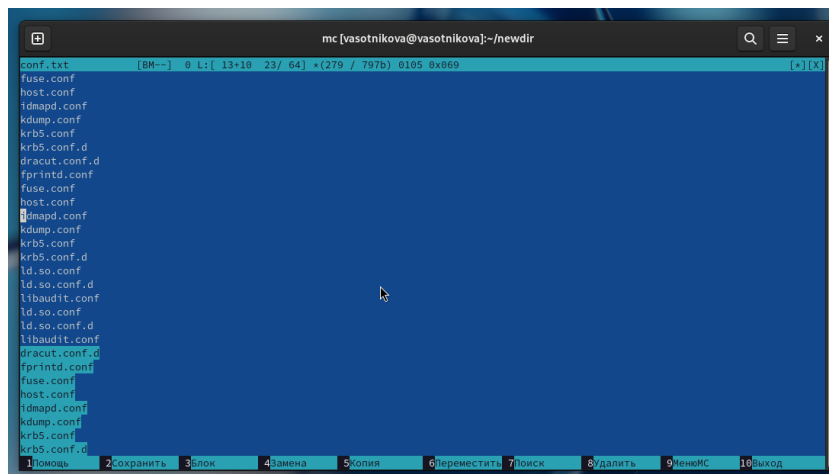 mc [vasotnikova@vasotnikova]:~/newdir
conf.txt [BM--] 0 L:[ 13+10 23/ 64] *(279 / 797b) 0105 0x069 [*][X]
fuse.conf
host.conf
idmapd.conf
kdump.conf
krb5.conf
krb5.conf.d
dracut.conf.d
fprintd.conf
fuse.conf
host.conf
idmapd.conf
kdump.conf
krb5.conf
krb5.conf.d
ld.so.conf
ld.so.conf.d
libaudit.conf
ld.so.conf
ld.so.conf.d
libaudit.conf
dracut.conf.d
fprintd.conf
fuse.conf
host.conf
idmapd.conf
kdump.conf
krb5.conf
krb5.conf.d
1Помощь 2Сохранить 3Блок 4Замена 5Копия 6Переместить 7Поиск 8Удалить 9МенюМС 10Выход